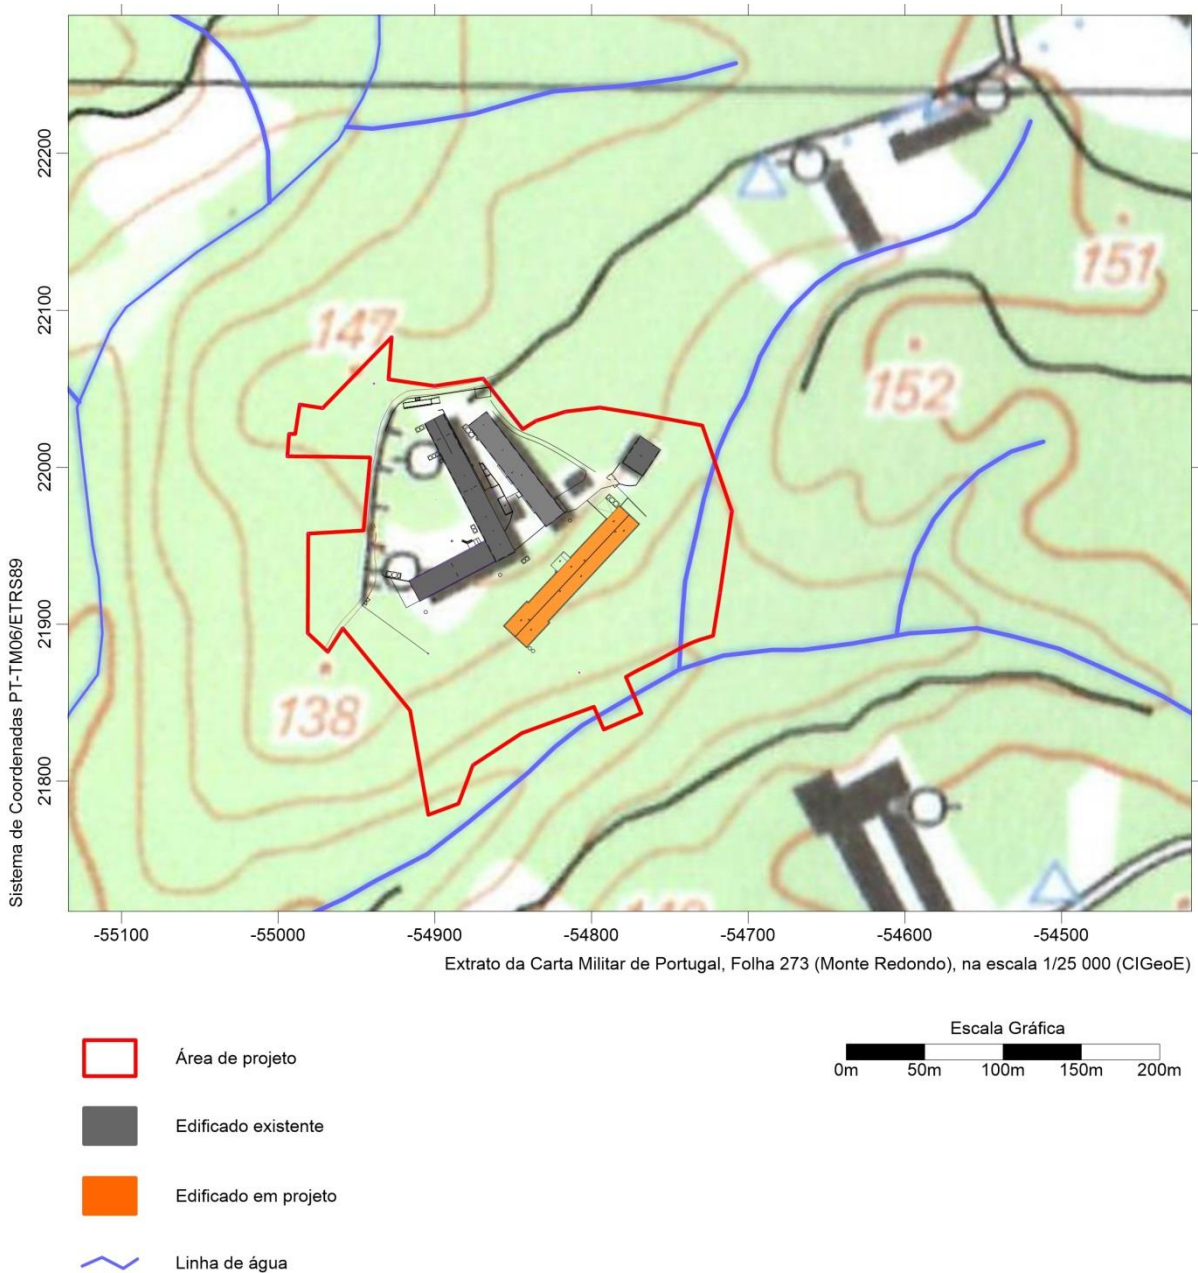 Sistema de Coordenadas PT-TM06/ETRS89
22200
22100
22000
21900
21800
151
147
152
138
-55100
-55000
-54900
-54800
-54700
-54600
-54500
Extrato da Carta Militar de Portugal, Folha 273 (Monte Redondo), na escala 1/25 000 (CIGeoE)
Escala Gráfica
0m
50m
100m
150m
200m
Área de projeto
Edificado existente
Edificado em projeto
Linha de água